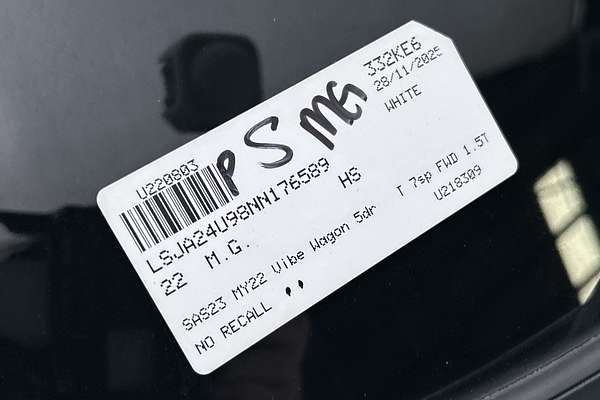 U220803
332KE6
28/11/2025
PS MG
WHITE
LSJA24U98NN176589 HS
22 M.G.
SAS23 MY22 Vibe Wagon 5dr T 7sp FWD 1.5T
NO RECALL
U218309